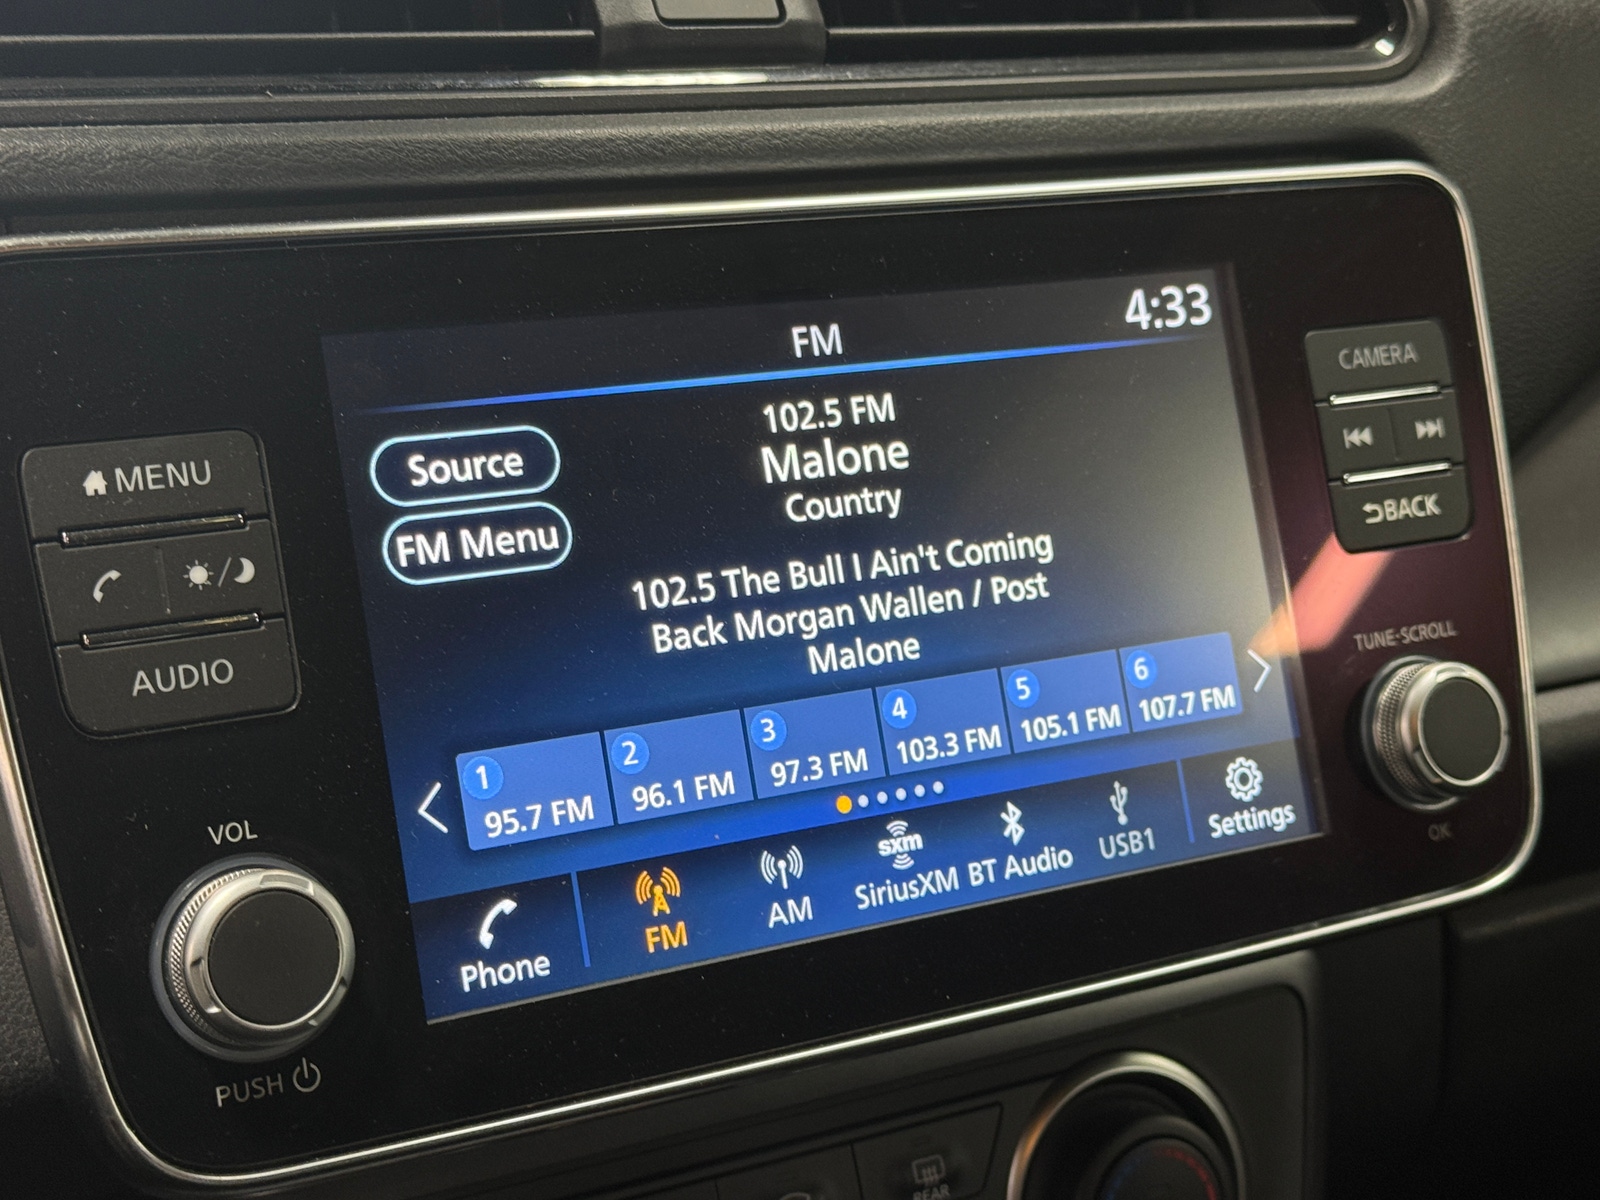 FM
4:33
102.5 FM
Malone
Country
Source
FM Menu
102.5 The Bull I Ain't Coming
Back Morgan Wallen / Post
Malone
1
95.7 FM
2
96.1 FM
3
97.3 FM
4
103.3 FM
5
105.1 FM
6
107.7 FM
Phone
FM
AM
sxm
SiriusXM
BT Audio
USB1
Settings
MENU
AUDIO
VOL
PUSH
CAMERA
BACK
TUNE·SCROLL
OK
REAR